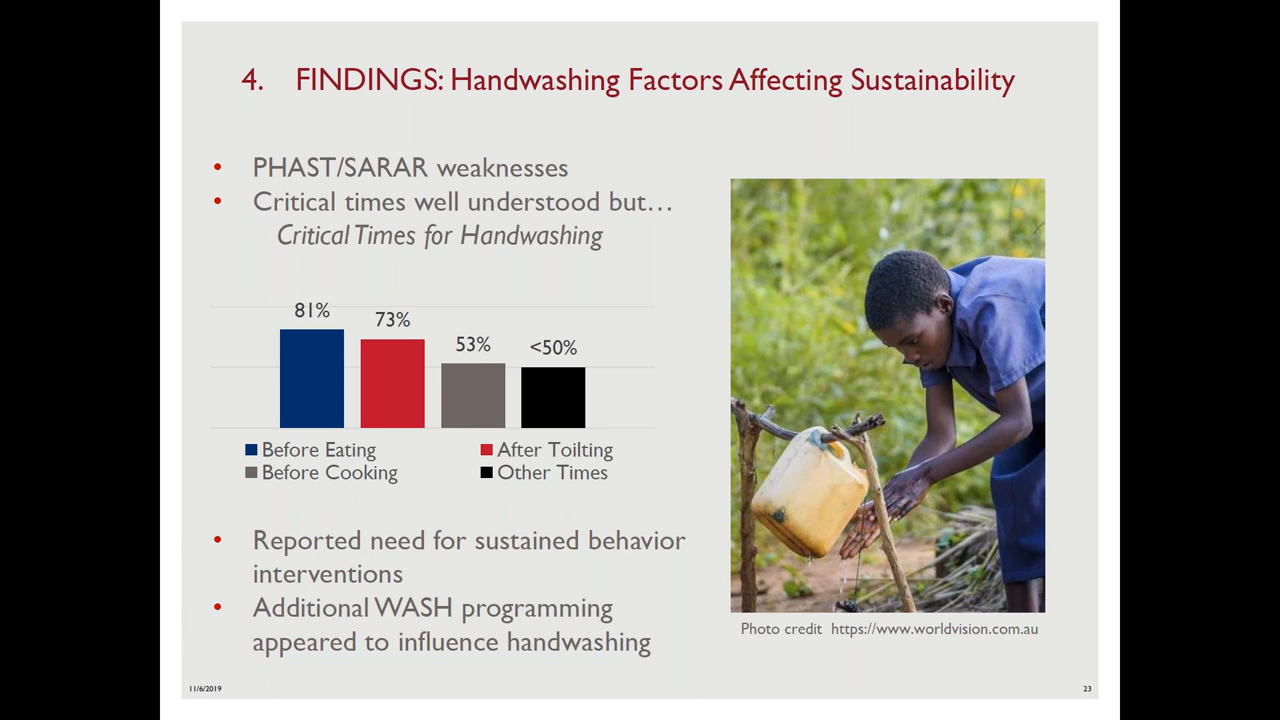 4. FINDINGS: Handwashing Factors Affecting Sustainability
• PHAST/SARAR weaknesses
• Critical times well understood but…
Critical Times for Handwashing
81%
73%
53%
<50%
Before Eating
After Toilting
Before Cooking
Other Times
• Reported need for sustained behavior
interventions
• Additional WASH programming
appeared to influence handwashing
Photo credit https://www.worldvision.com.au
11/6/2019
23